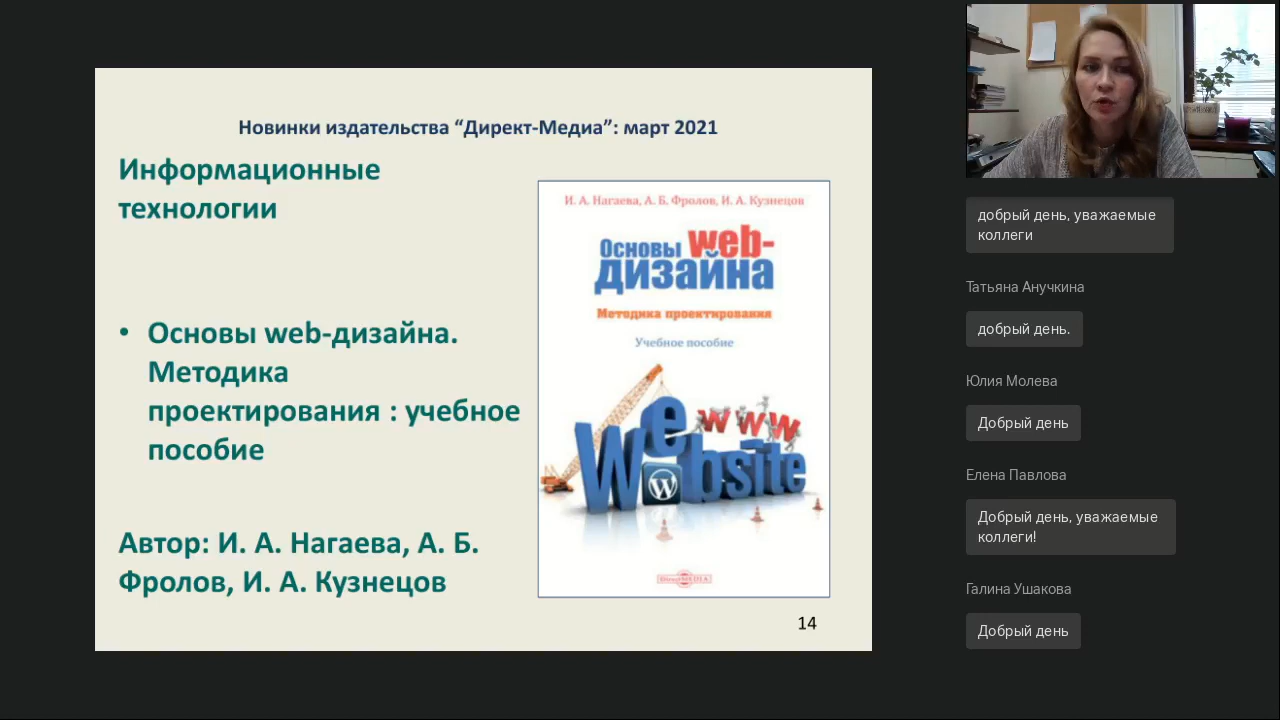 Новинки издательства “Директ-Медиа”: март 2021
Информационные
технологии
• Основы web-дизайна.
Методика
проектирования : учебное
пособие
Автор: И. А. Нагаева, А. Б.
Фролов, И. А. Кузнецов
И. А. Нагаева, А. Б. Фролов, И. А. Кузнецов
Основы web-
дизайна
Методика проектирования
Учебное пособие
www
Website
DirectMEDIA
14
добрый день, уважаемые
коллеги
Татьяна Анучкина
добрый день.
Юлия Молева
Добрый день
Елена Павлова
Добрый день, уважаемые
коллеги!
Галина Ушакова
Добрый день